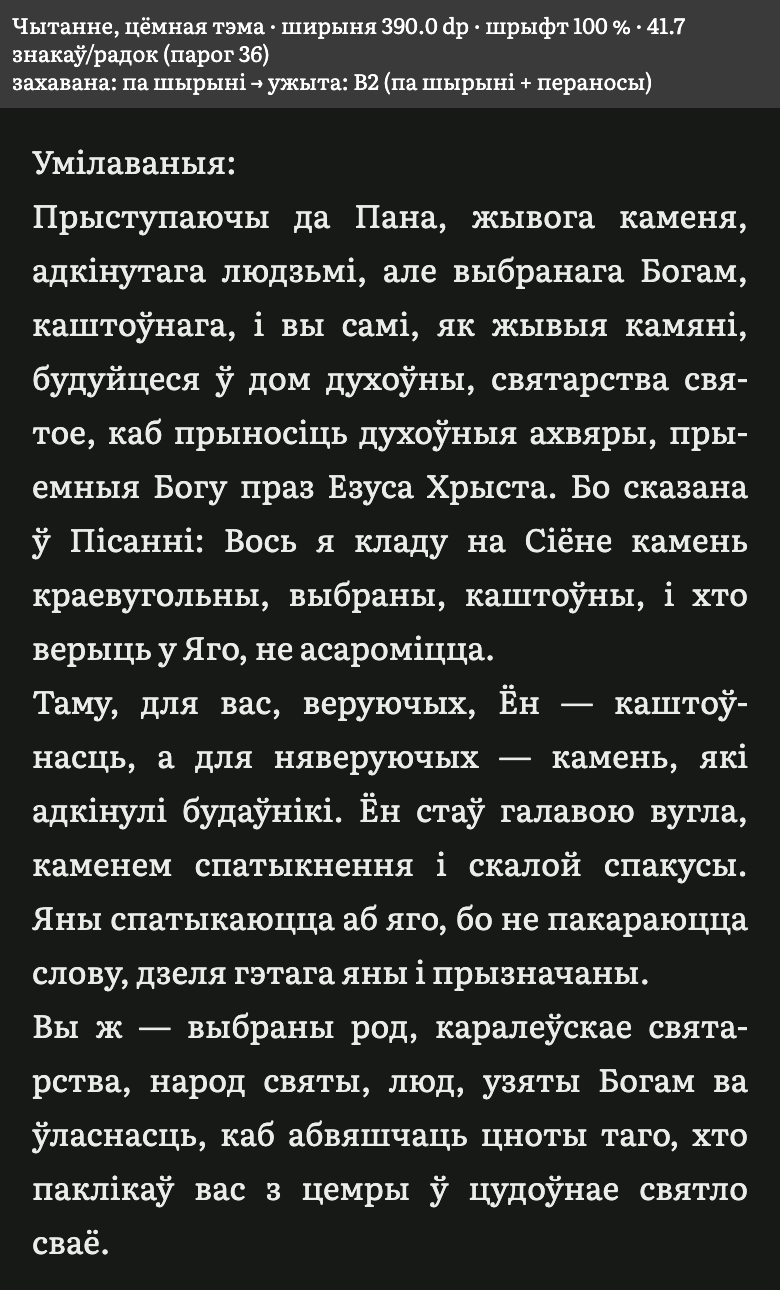 Чытанне, цёмная тэма · шырыня 390.0 dp · шрыфт 100 % · 41.7
знакаў/радок (парог 36)
захавана: па шырыні → ужыта: B2 (па шырыні + пераносы)
Умілаваныя:
Прыступаючы да Пана, жывога каменя,
адкінутага людзьмі, але выбранага Богам,
каштоўнага, і вы самі, як жывыя камяні,
будуйцеся ў дом духоўны, святарства свя-
тое, каб прыносіць духоўныя ахвяры, пры-
емныя Богу праз Езуса Хрыста. Бо сказана
ў Пісанні: Вось я кладу на Сіёне камень
краевугольны, выбраны, каштоўны, і хто
верыць у Яго, не асароміцца.
Таму, для вас, веруючых, Ён — каштоў-
насць, а для няверуючых — камень, які
адкінулі будаўнікі. Ён стаў галавою вугла,
каменем спатыкнення і скалой спакусы.
Яны спатыкаюцца аб яго, бо не пакараюцца
слову, дзеля гэтага яны і прызначаны.
Вы ж — выбраны род, каралеўскае свята-
рства, народ святы, люд, узяты Богам ва
ўласнасць, каб абвяшчаць цноты таго, хто
паклікаў вас з цемры ў цудоўнае святло
сваё.